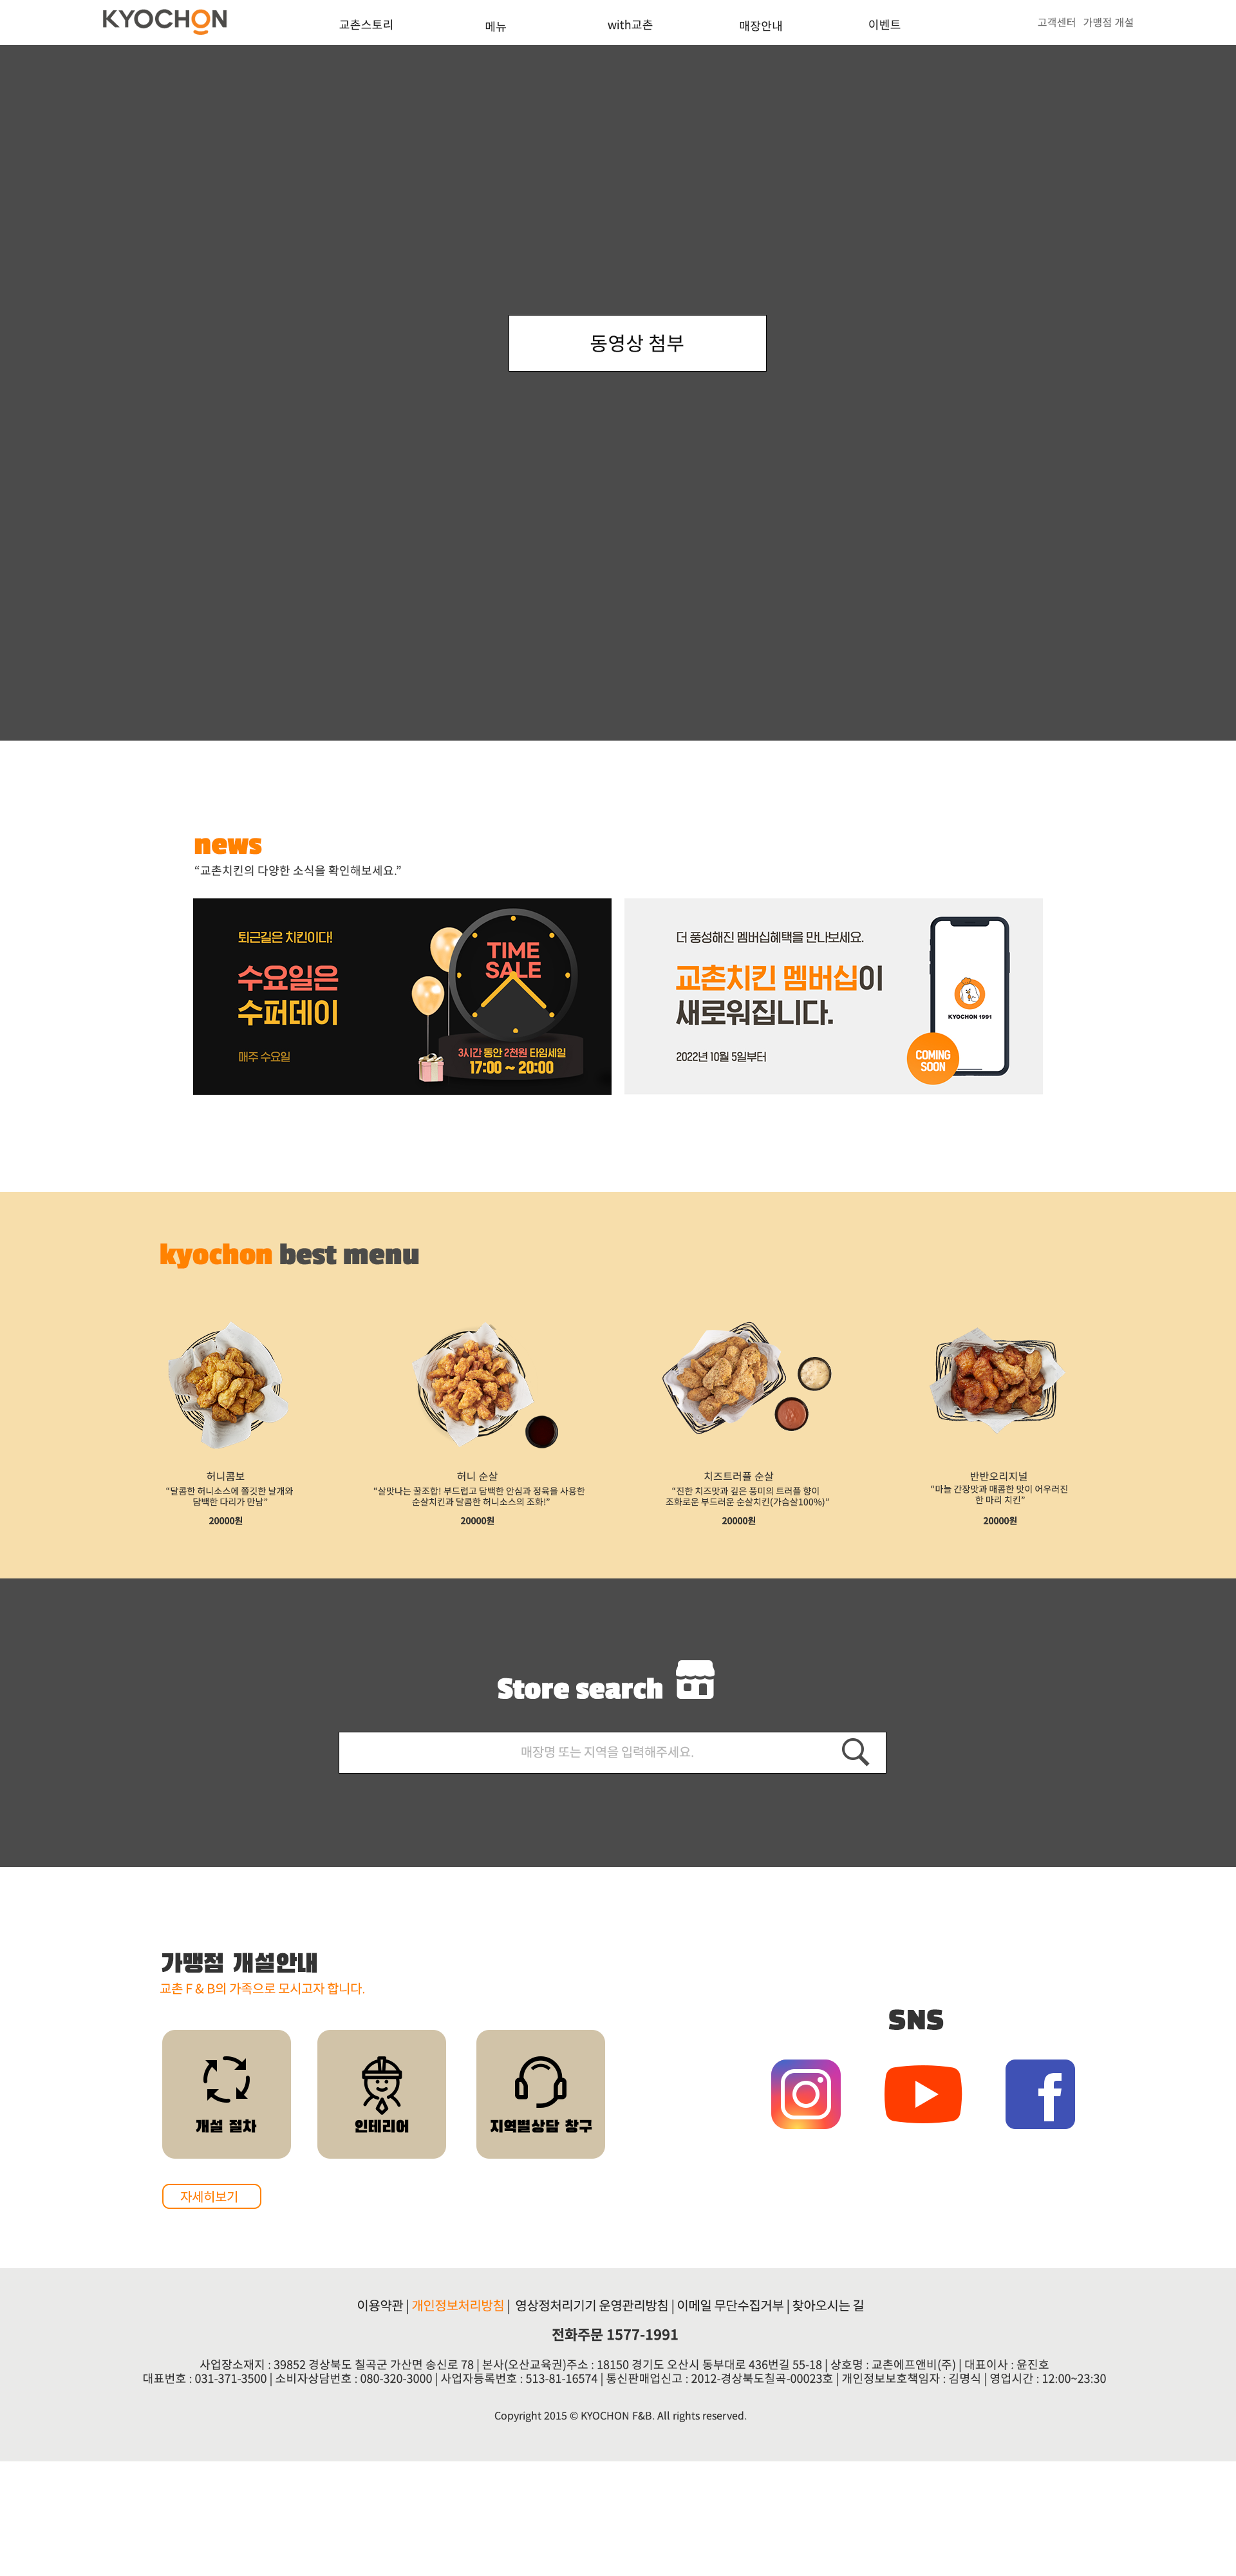 KYOCHON
교촌스토리 메뉴 with교촌 매장안내 이벤트 고객센터 가맹점 개설
동영상 첨부
news
“교촌치킨의 다양한 소식을 확인해보세요.”
퇴근길은 치킨이다!
수요일은
수퍼데이
매주 수요일
TIME
SALE
3시간 동안 2천원 타임세일
17:00 ~ 20:00
더 풍성해진 멤버십혜택을 만나보세요.
교촌치킨 멤버십이
새로워집니다.
2022년 10월 5일부터
KYOCHON 1991
COMING
SOON
kyochon best menu
허니콤보
“달콤한 허니소스에 쫄깃한 날개와
담백한 다리가 만남”
20000원
허니 순살
“살맛나는 꿀조합! 부드럽고 담백한 안심과 정육을 사용한
순살치킨과 달콤한 허니소스의 조화!”
20000원
치즈트러플 순살
“진한 치즈맛과 깊은 풍미의 트러플 향이
조화로운 부드러운 순살치킨(가슴살100%)”
20000원
반반오리지널
“마늘 간장맛과 매콤한 맛이 어우러진
한 마리 치킨”
20000원
Store search
매장명 또는 지역을 입력해주세요.
가맹점 개설안내
교촌 F & B의 가족으로 모시고자 합니다.
개설 절차
인테리어
지역별상담 창구
자세히보기
SNS
이용약관 | 개인정보처리방침 | 영상정처리기기 운영관리방침 | 이메일 무단수집거부 | 찾아오시는 길
전화주문 1577-1991
사업장소재지 : 39852 경상북도 칠곡군 가산면 송신로 78 | 본사(오산교육권)주소 : 18150 경기도 오산시 동부대로 436번길 55-18 | 상호명 : 교촌에프앤비(주) | 대표이사 : 윤진호
대표번호 : 031-371-3500 | 소비자상담번호 : 080-320-3000 | 사업자등록번호 : 513-81-16574 | 통신판매업신고 : 2012-경상북도칠곡-00023호 | 개인정보보호책임자 : 김명식 | 영업시간 : 12:00~23:30
Copyright 2015 © KYOCHON F&B. All rights reserved.